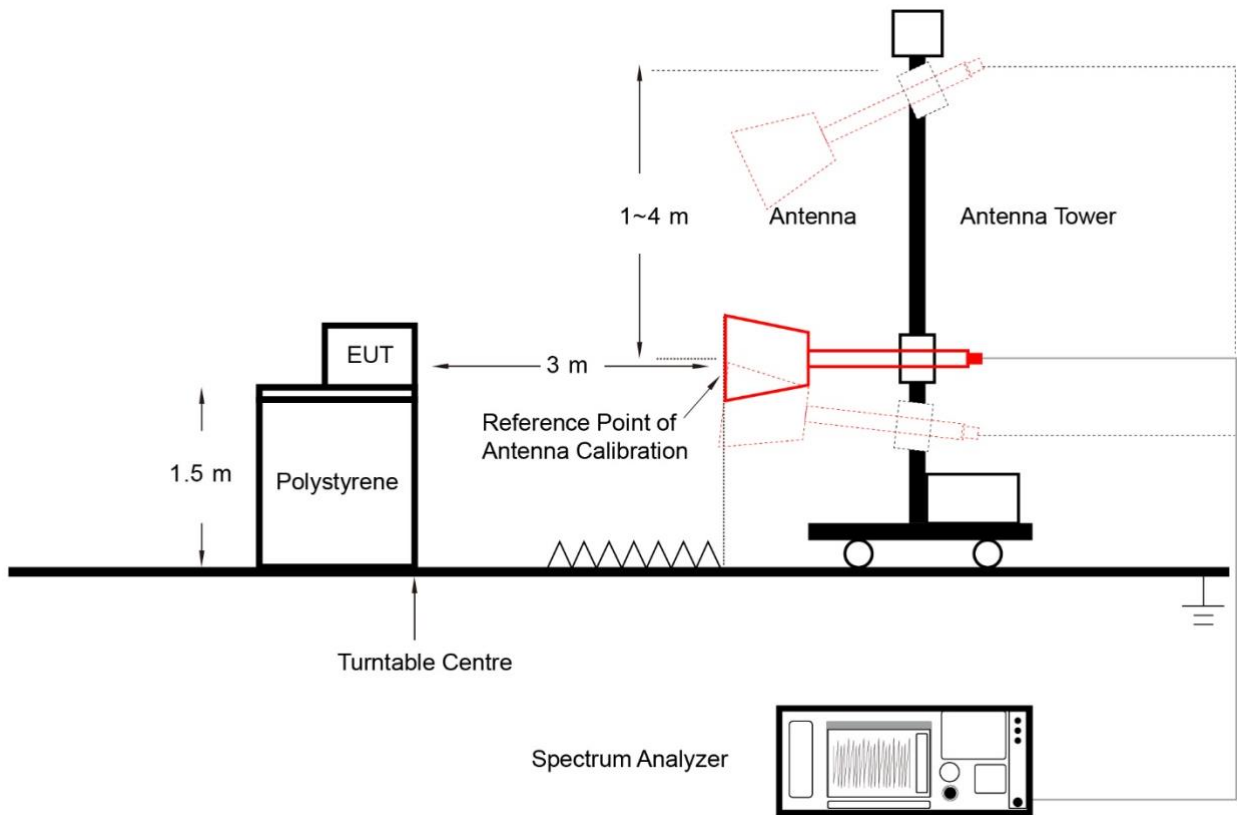 1~4 m
Antenna
Antenna Tower
EUT
3 m
Reference Point of
Antenna Calibration
1.5 m
Polystyrene
Turntable Centre
Spectrum Analyzer